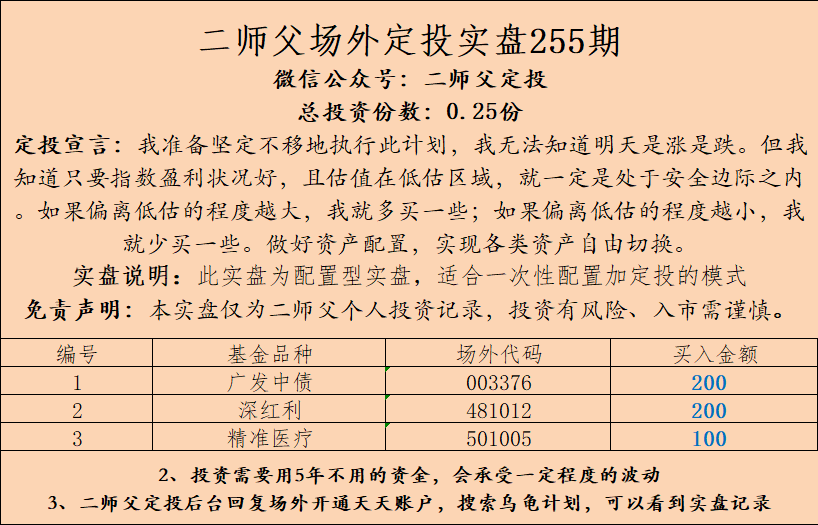 二师父场外定投实盘255期
微信公众号：二师父定投
总投资份数：0.25份
定投宣言：我准备坚定不移地执行此计划，我无法知道明天是涨是跌。但我
知道只要指数盈利状况好，且估值在低估区域，就一定是处于安全边际之内
。如果偏离低估的程度越大，我就多买一些；如果偏离低估的程度越小，我
就少买一些。做好资产配置，实现各类资产自由切换。
实盘说明：此实盘为配置型实盘，适合一次性配置加定投的模式
免责声明：本实盘仅为二师父个人投资记录，投资有风险、入市需谨慎。
编号 基金品种 场外代码 买入金额
1 广发中债 003376 200
2 深红利 481012 200
3 精准医疗 501005 100
2、投资需要用5年不用的资金，会承受一定程度的波动
3、二师父定投后台回复场外开通天天账户，搜索乌龟计划，可以看到实盘记录